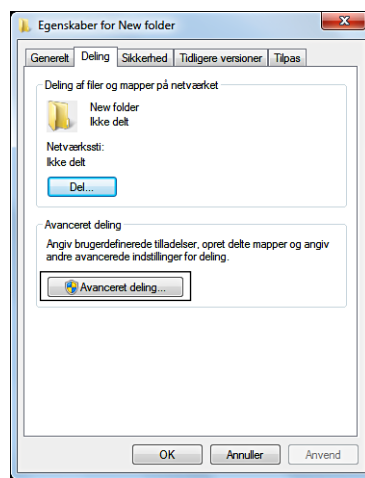 Egenskaber for New folder
Generelt Deling Sikkerhed Tidligere versioner Tilpas
Deling af filer og mapper på netværket
New folder
Ikke delt
Netværkssti:
Ikke delt
Del...
Avanceret deling
Angiv brugerdefinerede tilladelser, opret delte mapper og angiv
andre avancerede indstillinger for deling.
Avanceret deling...
OK Annuller Anvend